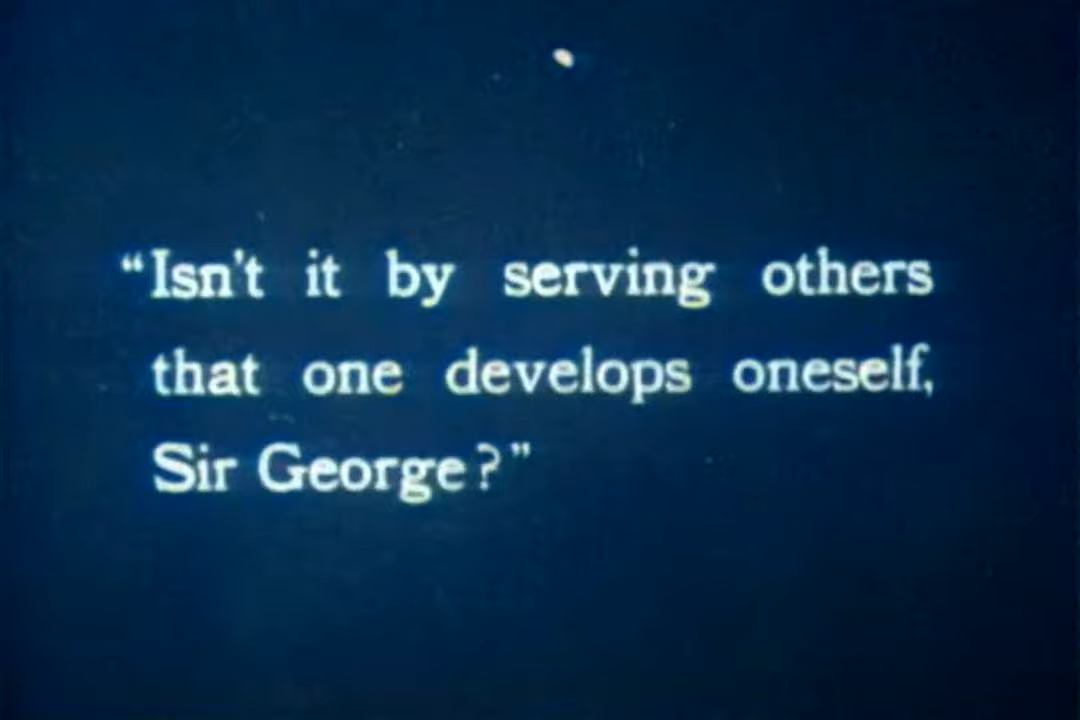 “Isn't it by serving others
that one develops oneself,
Sir George?”